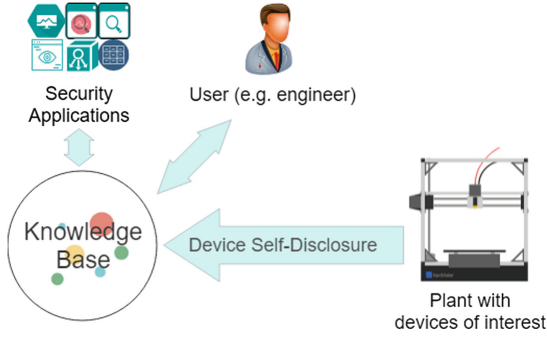 Security
Applications
User (e.g. engineer)
Knowledge
Base
Device Self-Disclosure
Plant with
devices of interest